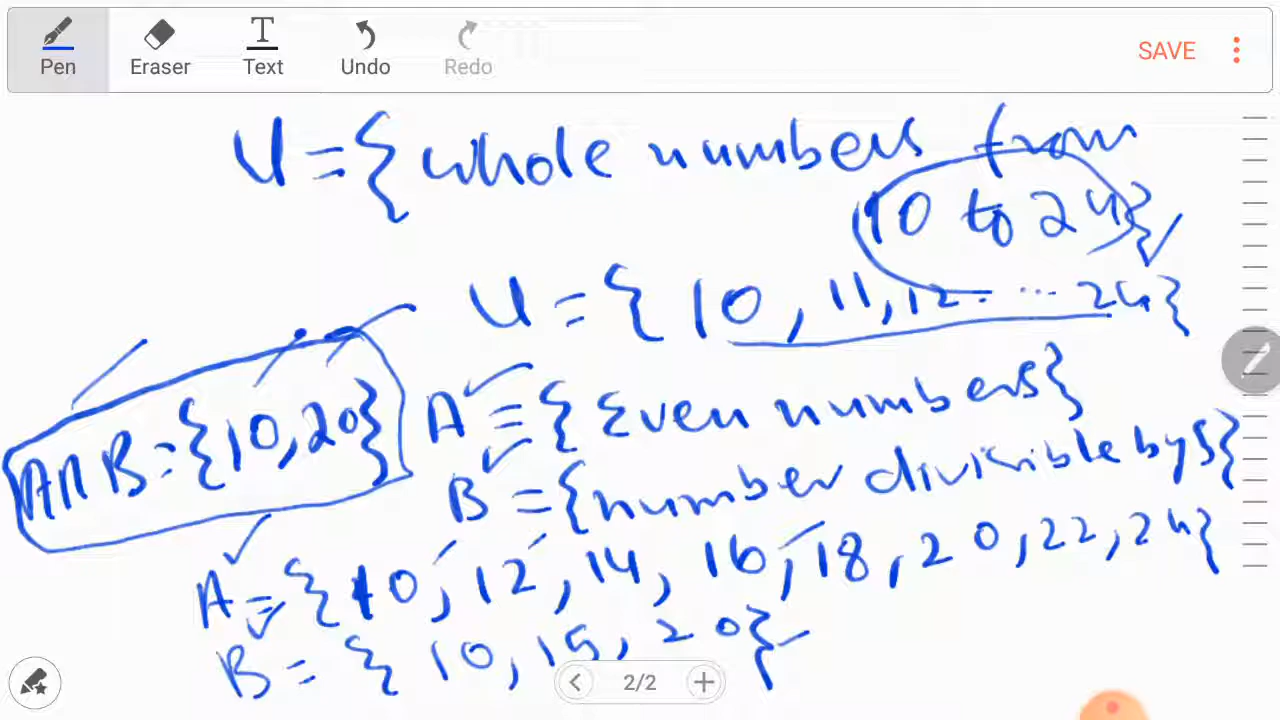 Pen Eraser Text Undo Redo SAVE
U={whole numbers from
10 to 24}
U={10, 11, 12. ... 24}
A={Even numbers}
A∩B={10,20}
B={number divisible by 5}
A={10, 12, 14, 16, 18, 20, 22, 24}
B={10, 15, 20}
2/2